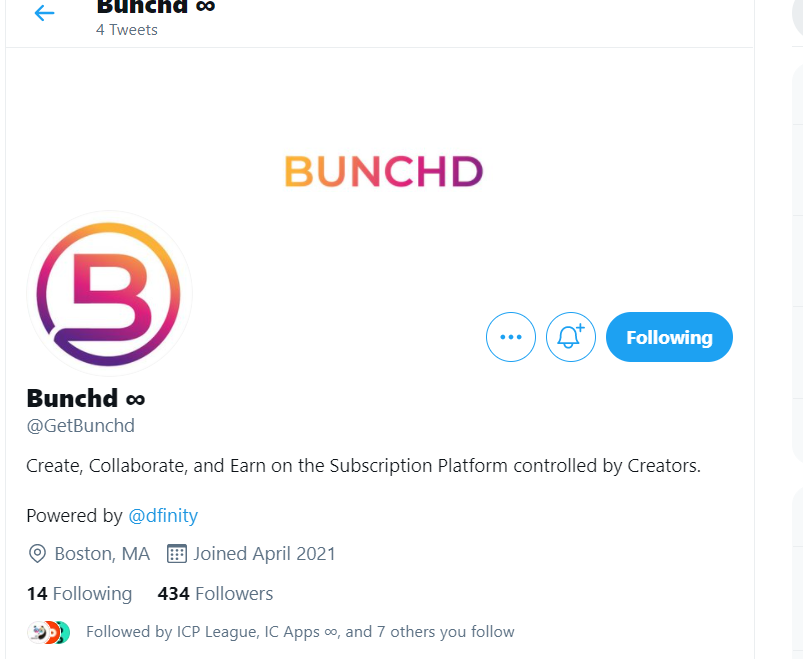 Bunchd ∞
4 Tweets
BUNCHD
B
Following
Bunchd ∞
@GetBunchd
Create, Collaborate, and Earn on the Subscription Platform controlled by Creators.
Powered by @dfinity
Boston, MA Joined April 2021
14 Following 434 Followers
Followed by ICP League, IC Apps ∞, and 7 others you follow